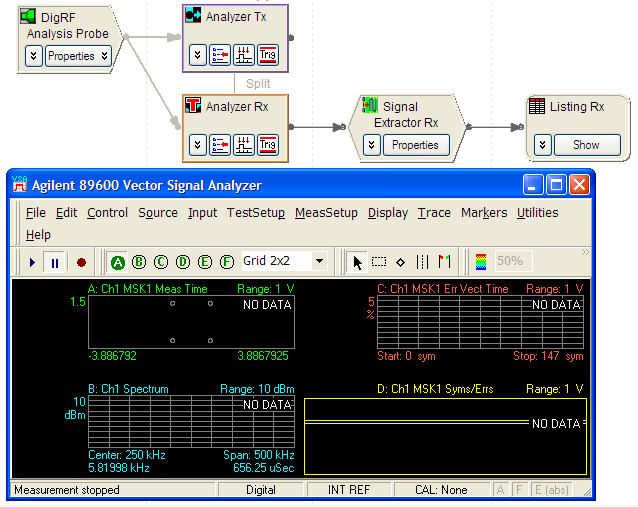 DigRF
Analysis Probe
Properties
Analyzer Tx
Trig
Split
Analyzer Rx
Trig
Signal
Extractor Rx
Properties
Listing Rx
Show
VSA
Agilent 89600 Vector Signal Analyzer
File Edit Control Source Input TestSetup MeasSetup Display Trace Markers Utilities
Help
A B C D E F Grid 2x2 50%
A: Ch1 MSK1 Meas Time Range: 1 V
1.5 NO DATA
-3.886792 3.8867925
C: Ch1 MSK1 Err Vect Time Range: 1 V
5 NO DATA
%
Start: 0 sym Stop: 147 sym
B: Ch1 Spectrum Range: 10 dBm
10 NO DATA
dBm
Center: 250 kHz Span: 500 kHz
5.81998 kHz 656.25 uSec
D: Ch1 MSK1 Syms/Errs Range: 1 V
NO DATA
Measurement stopped Digital INT REF CAL: None A F E (abs)